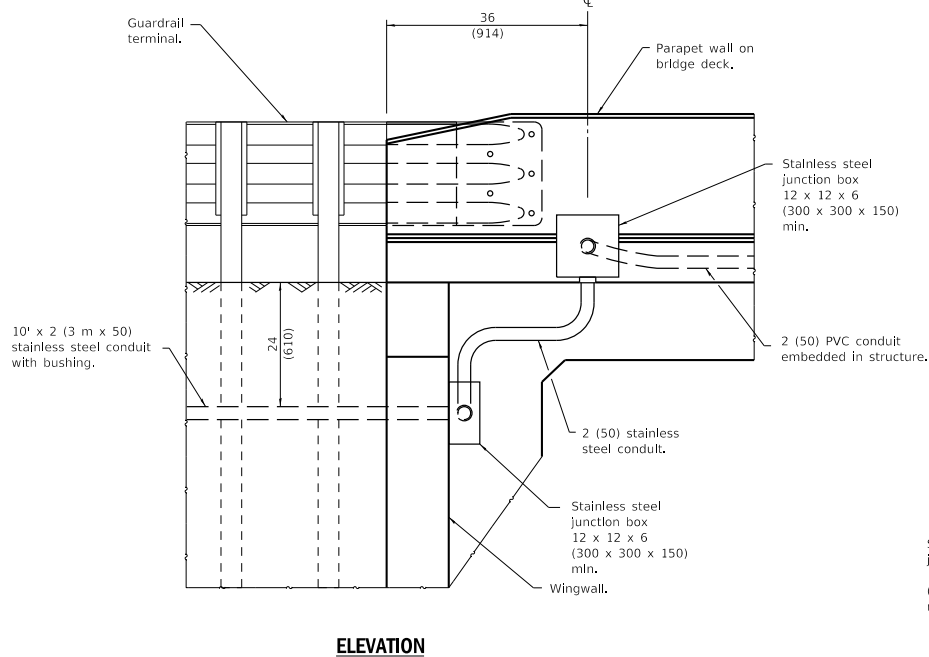 ℄
36
(914)
Guardrail
terminal.
Parapet wall on
bridge deck.
Stainless steel
junction box
12 x 12 x 6
(300 x 300 x 150)
min.
10' x 2 (3 m x 50)
stainless steel conduit
with bushing.
24
(610)
2 (50) PVC conduit
embedded in structure.
2 (50) stainless
steel conduit.
Stainless steel
junction box
12 x 12 x 6
(300 x 300 x 150)
min.
Wingwall.
ELEVATION